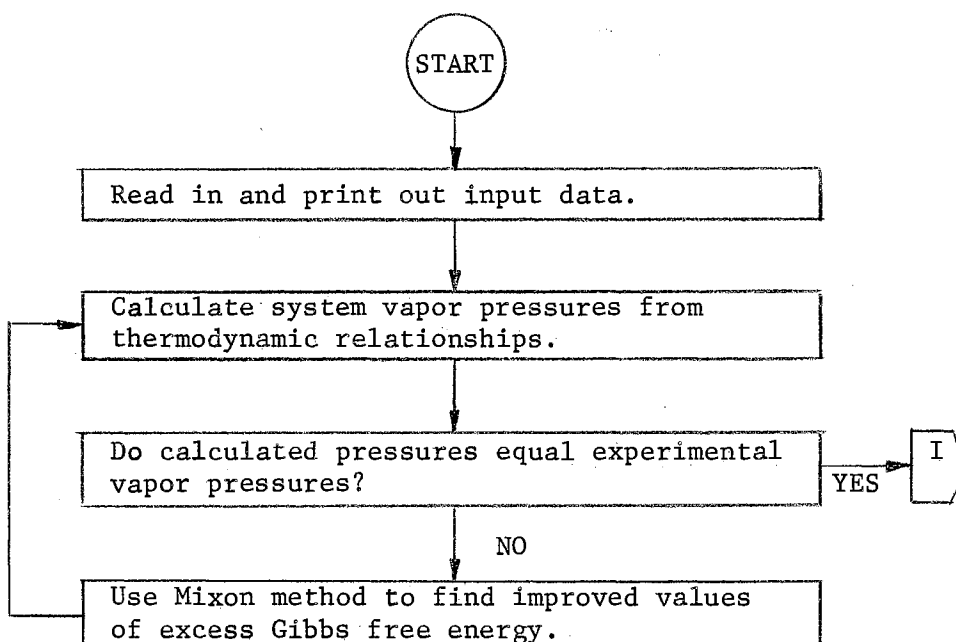 START
Read in and print out input data.
Calculate system vapor pressures from
thermodynamic relationships.
Do calculated pressures equal experimental
vapor pressures?
YES
I
NO
Use Mixon method to find improved values
of excess Gibbs free energy.